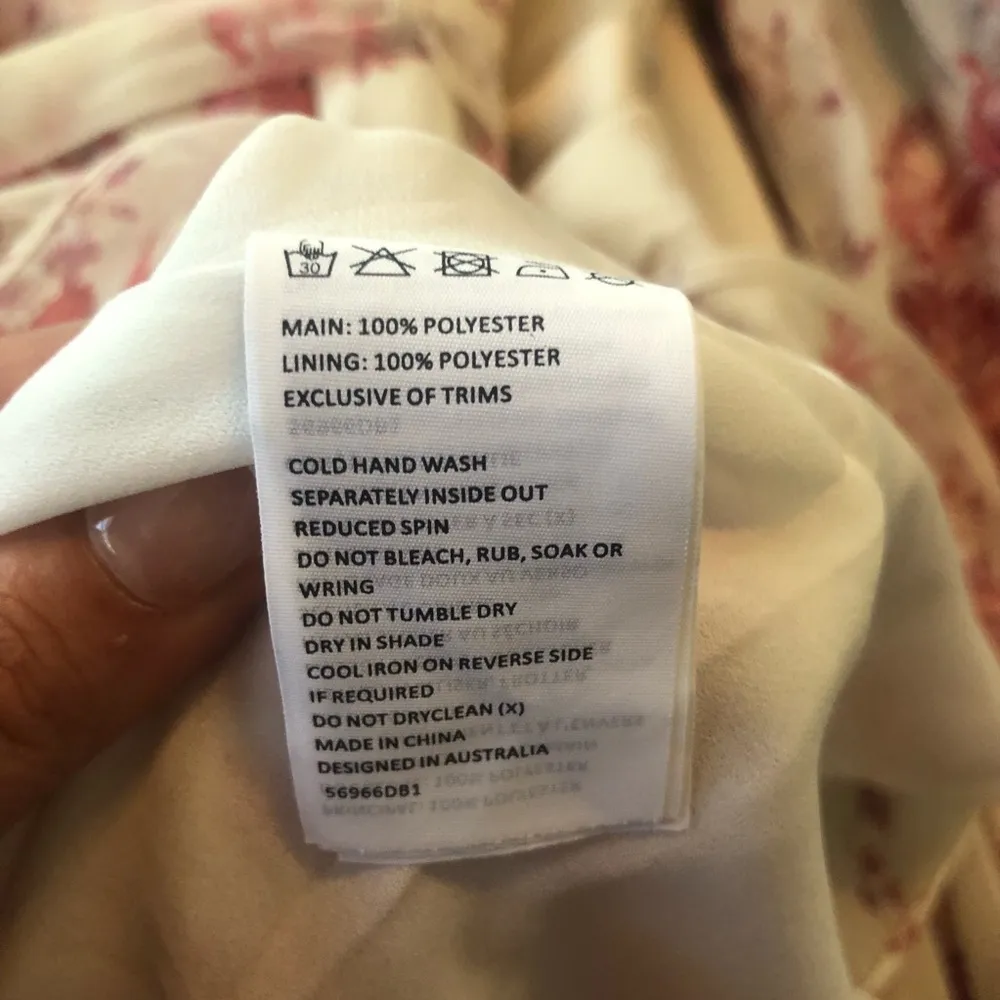 30
MAIN: 100% POLYESTER
LINING: 100% POLYESTER
EXCLUSIVE OF TRIMS
COLD HAND WASH
SEPARATELY INSIDE OUT
REDUCED SPIN
DO NOT BLEACH, RUB, SOAK OR
WRING
DO NOT TUMBLE DRY
DRY IN SHADE
COOL IRON ON REVERSE SIDE
IF REQUIRED
DO NOT DRYCLEAN (X)
MADE IN CHINA
DESIGNED IN AUSTRALIA
56966DB1